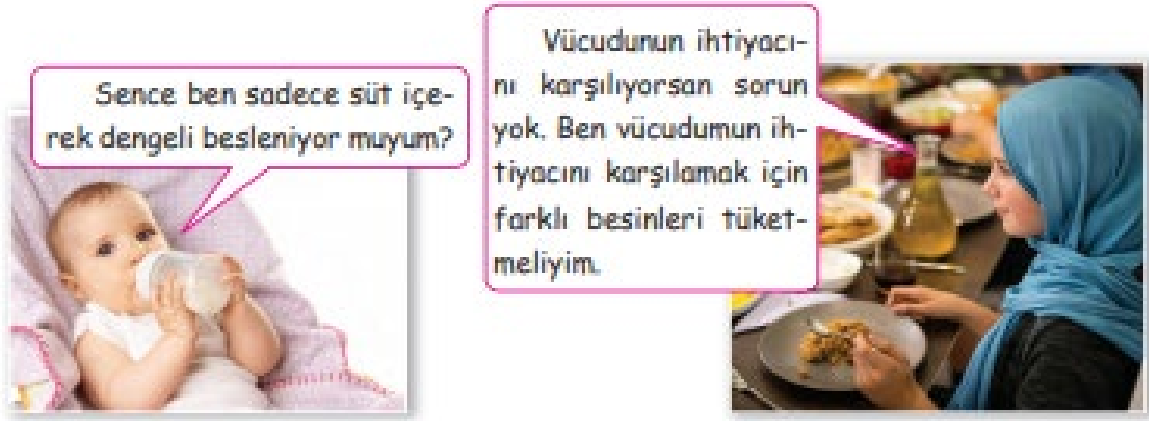 Sence ben sadece süt içe-
rek dengeli besleniyor muyum?
Vücudunun ihtiyacı-
nı karşılıyorsan sorun
yok. Ben vücudumun ih-
tiyacını karşılamak için
farklı besinleri tüket-
meliyim.